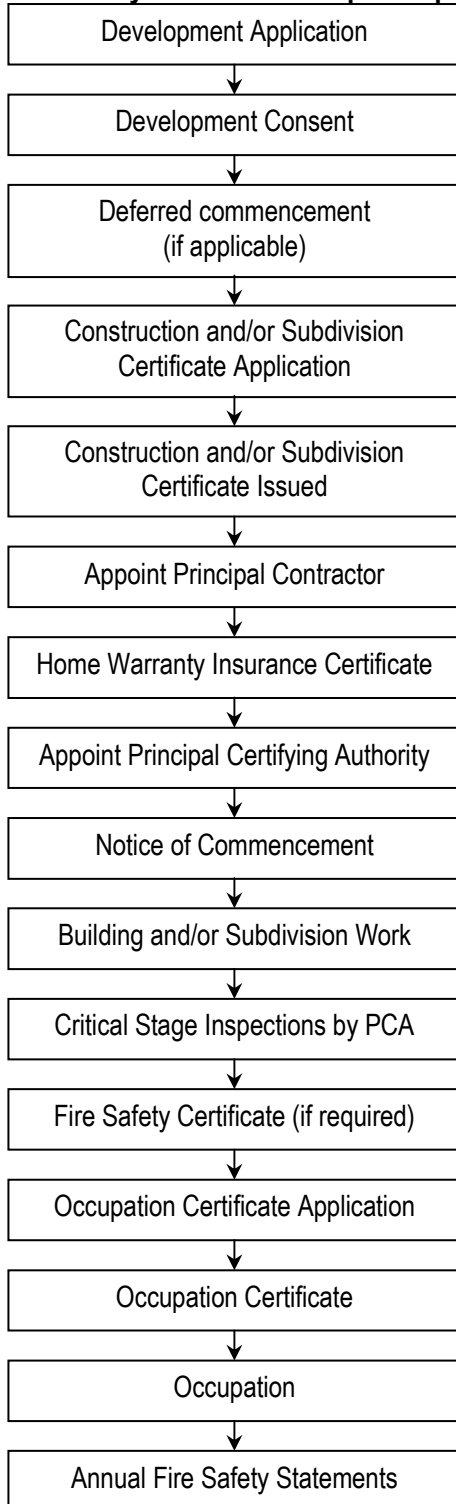 Development Application
Development Consent
Deferred commencement
(if applicable)
Construction and/or Subdivision
Certificate Application
Construction and/or Subdivision
Certificate Issued
Appoint Principal Contractor
Home Warranty Insurance Certificate
Appoint Principal Certifying Authority
Notice of Commencement
Building and/or Subdivision Work
Critical Stage Inspections by PCA
Fire Safety Certificate (if required)
Occupation Certificate Application
Occupation Certificate
Occupation
Annual Fire Safety Statements